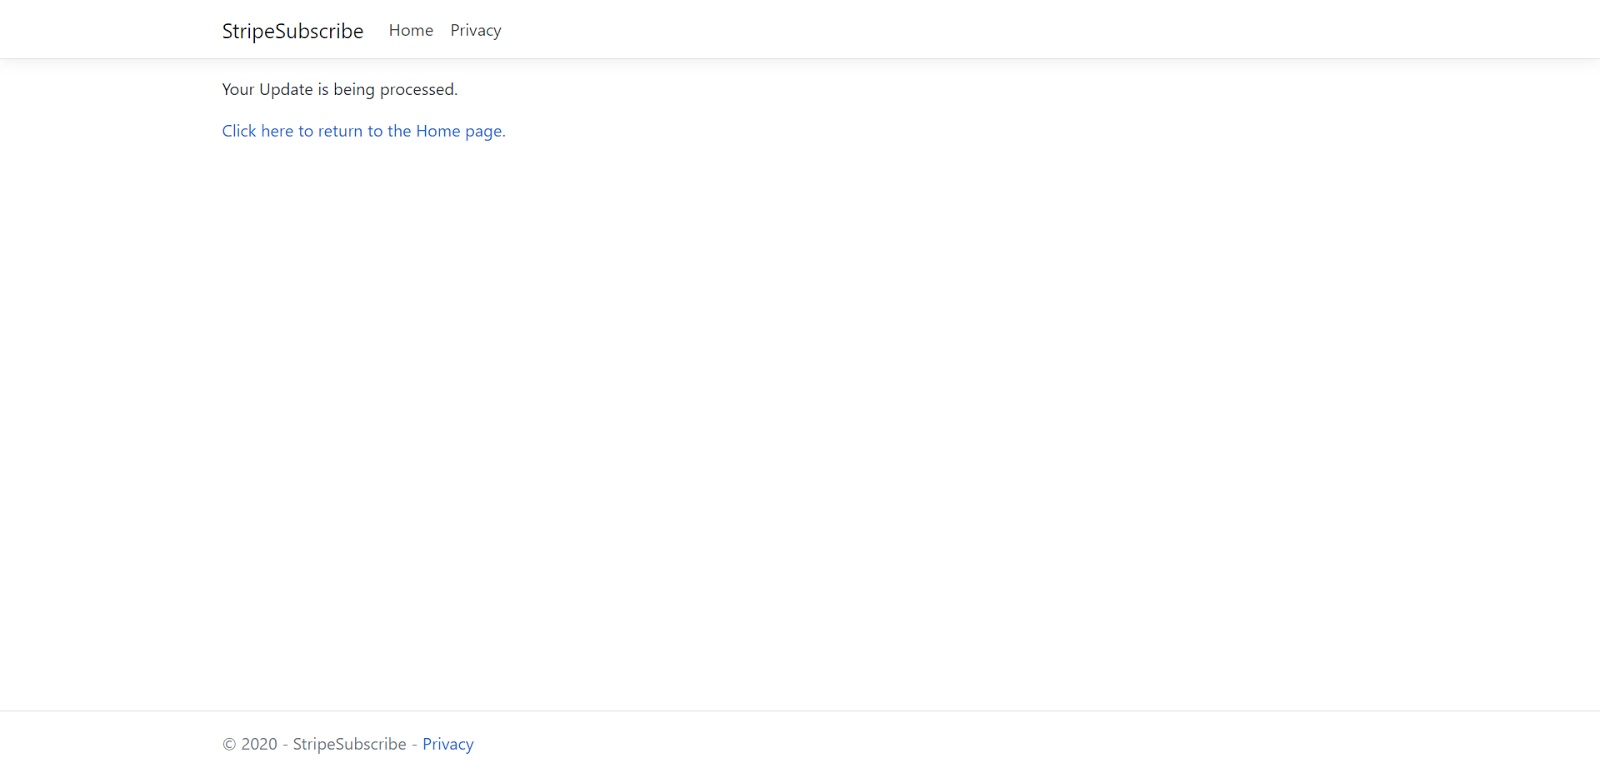 StripeSubscribe Home Privacy
Your Update is being processed.
Click here to return to the Home page.
© 2020 - StripeSubscribe - Privacy